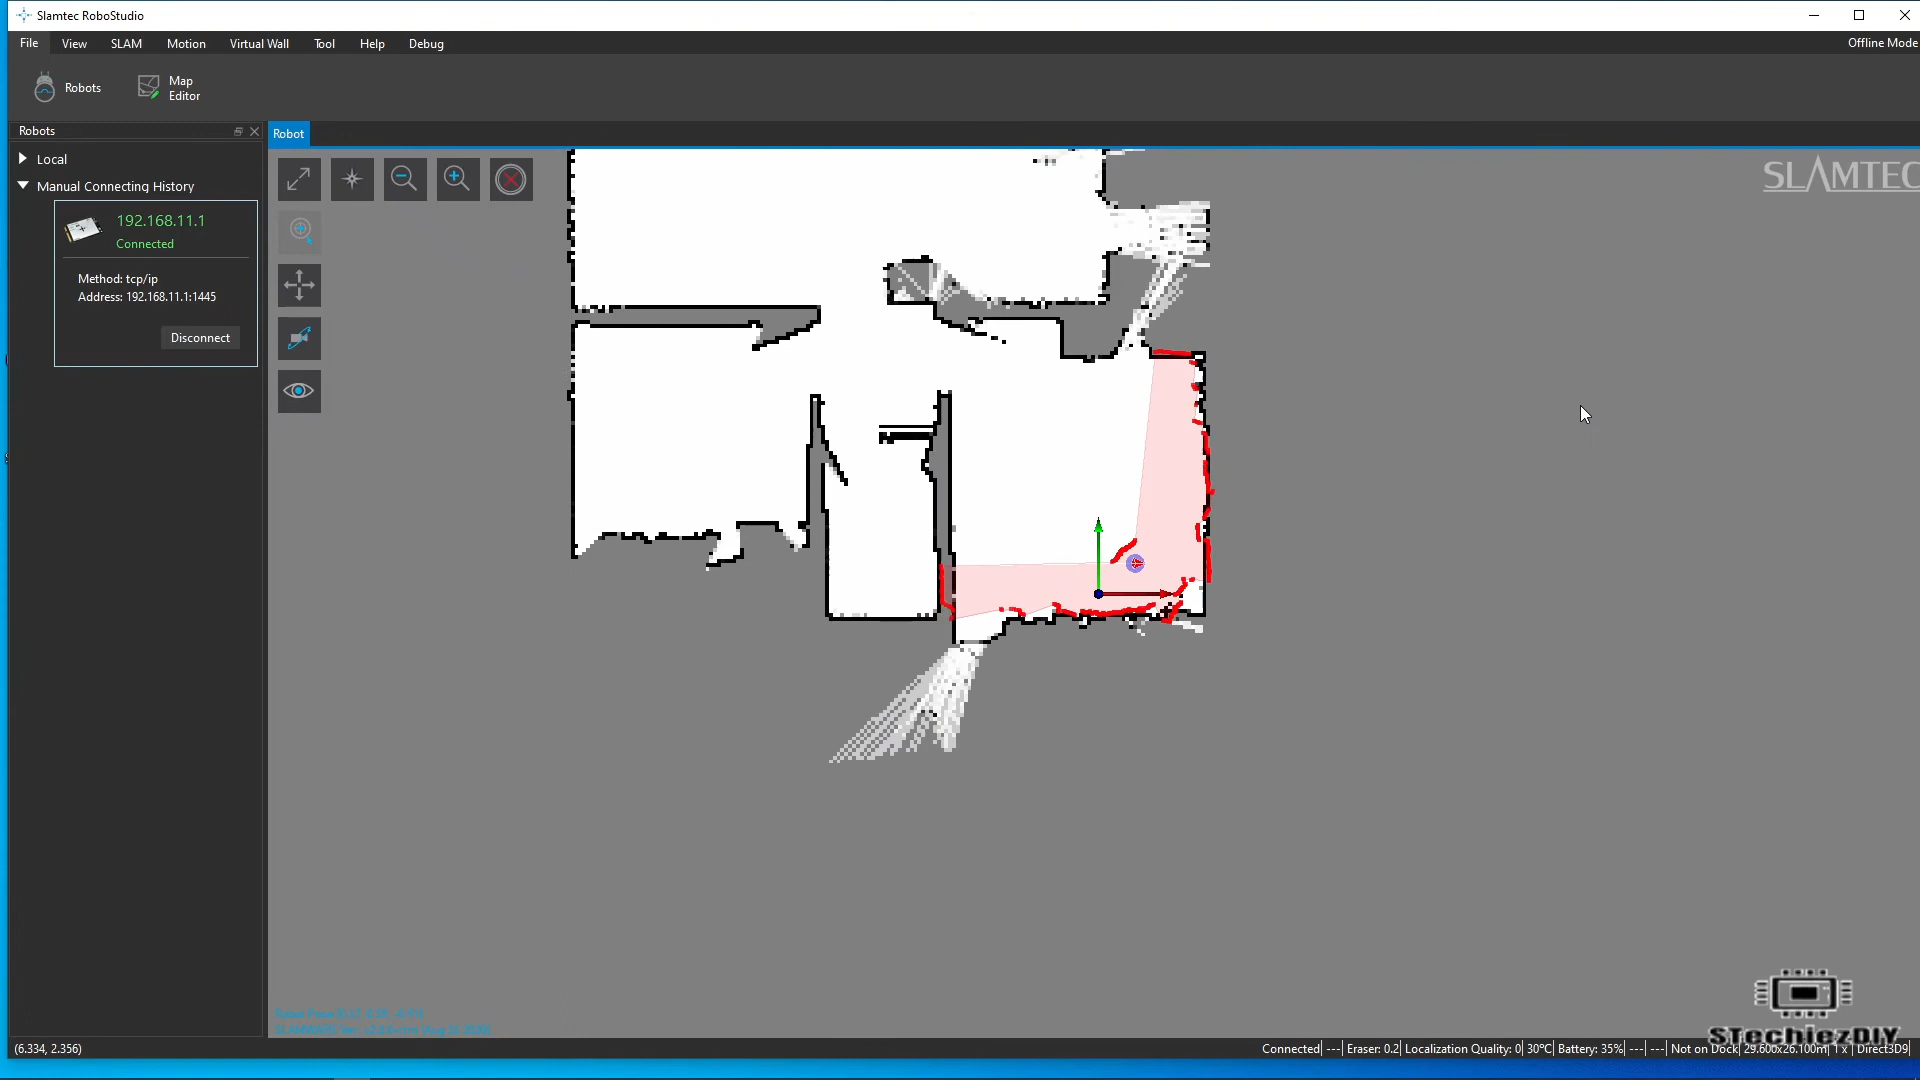 Slamtec RoboStudio
File View SLAM Motion Virtual Wall Tool Help Debug
Offline Mode
Robots
Map
Editor
Robots
Robot
Local
Manual Connecting History
192.168.11.1
Connected
Method: tcp/ip
Address: 192.168.11.1:1445
Disconnect
SLAMTEC
STechiezDIY
(6.334, 2.356)
Connected| ---| Eraser: 0.2| Localization Quality: 0| 30°C| Battery: 35%| ---| ---| Not on Dock| 29.600x26.100m| 1 x | Direct3D9|